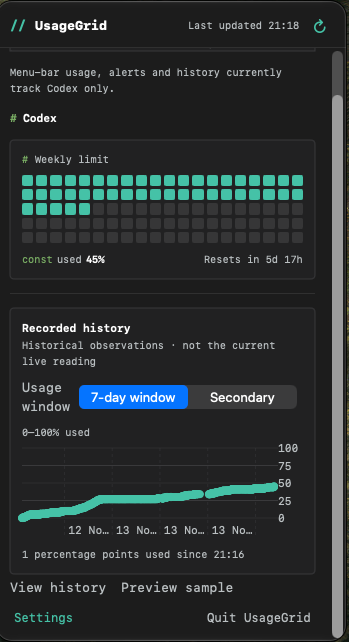 // UsageGrid
Last updated 21:18
Menu-bar usage, alerts and history currently
track Codex only.
# Codex
# Weekly limit
const used 45%
Resets in 5d 17h
Recorded history
Historical observations · not the current
live reading
Usage
window
7-day window
Secondary
0–100% used
100
75
50
25
0
12 No… 13 No… 13 No… 13 No…
1 percentage points used since 21:16
View history
Preview sample
Settings
Quit UsageGrid